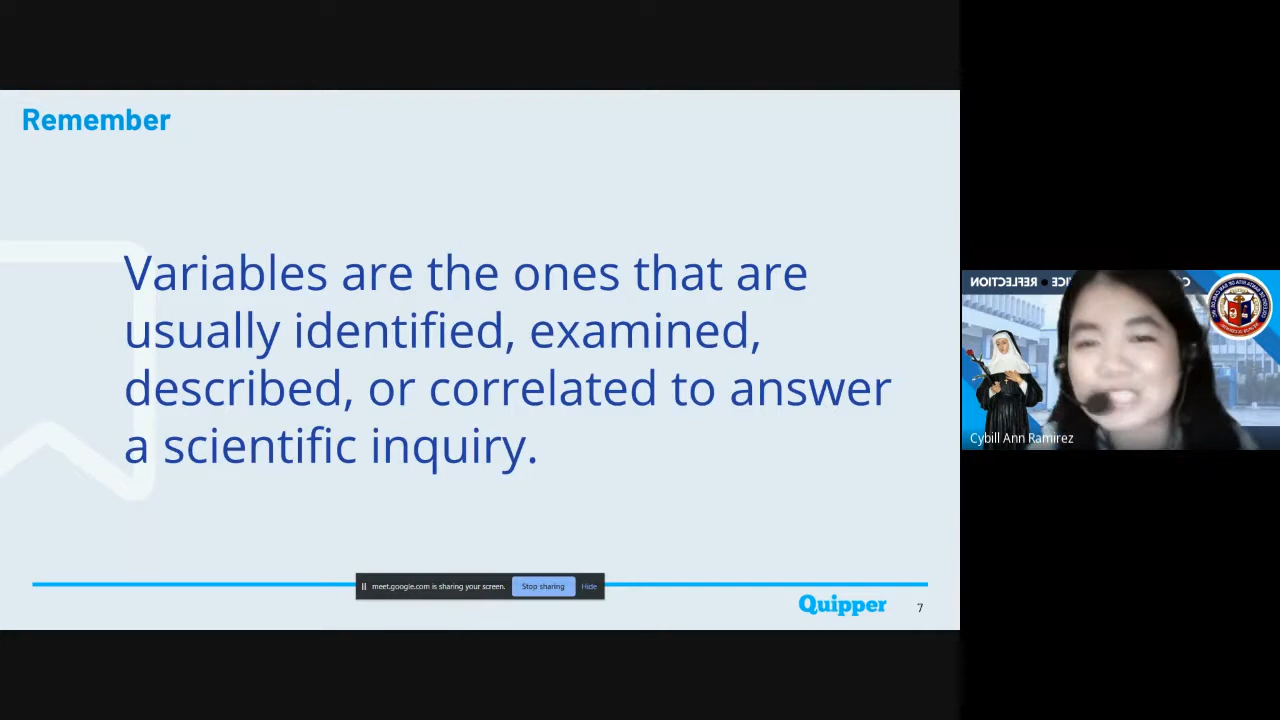 Remember
Variables are the ones that are
usually identified, examined,
described, or correlated to answer
a scientific inquiry.
meet.google.com is sharing your screen. Stop sharing Hide
Quipper 7
REFLECTION
Cybill Ann Ramirez